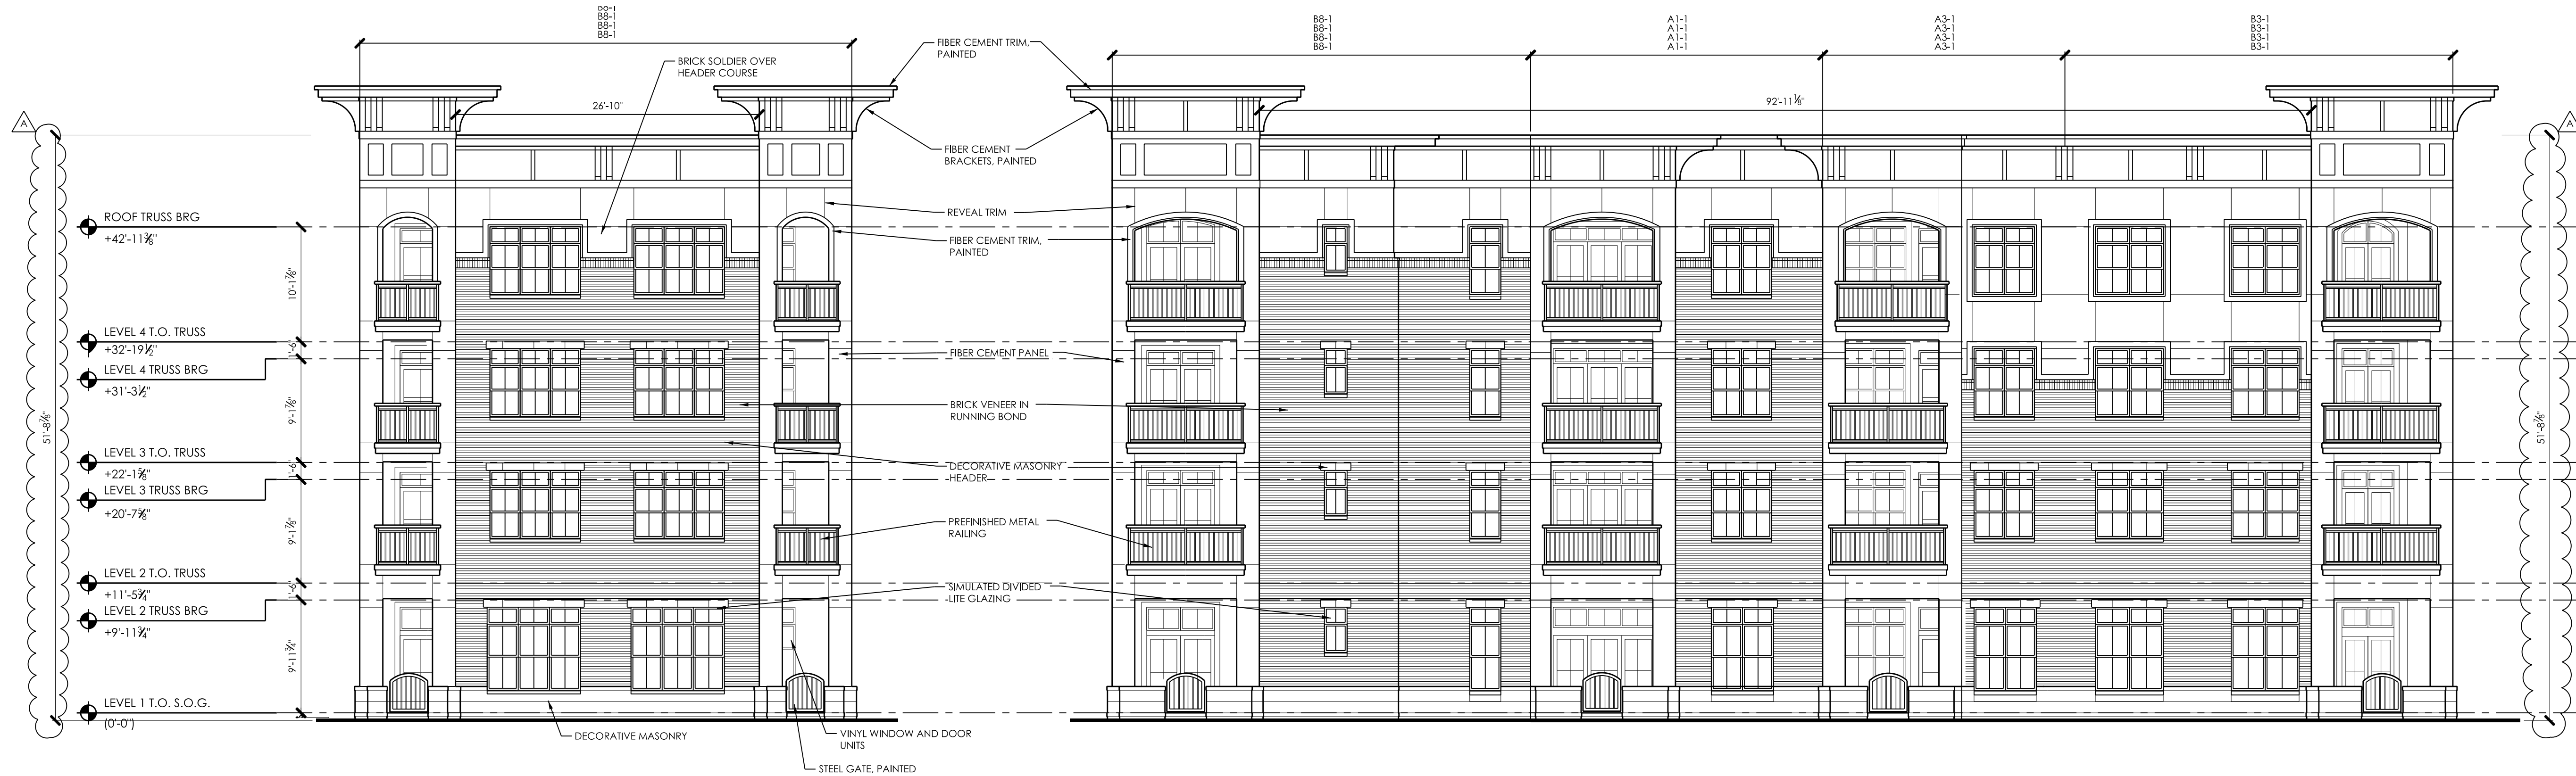 B8-1
B8-1
B8-1
B8-1
B8-1
B8-1
B8-1
B8-1
A1-1
A1-1
A1-1
A1-1
A3-1
A3-1
A3-1
A3-1
B3-1
B3-1
B3-1
B3-1
FIBER CEMENT TRIM,
PAINTED
BRICK SOLDIER OVER
HEADER COURSE
26'-10"
92'-11⅛"
A
A
FIBER CEMENT
BRACKETS, PAINTED
REVEAL TRIM
FIBER CEMENT TRIM,
PAINTED
FIBER CEMENT PANEL
BRICK VENEER IN
RUNNING BOND
DECORATIVE MASONRY
HEADER
PREFINISHED METAL
RAILING
SIMULATED DIVIDED
LITE GLAZING
ROOF TRUSS BRG
+42'-11⅜"
10'-1⅞"
LEVEL 4 T.O. TRUSS
+32'-19½"
1'-6"
LEVEL 4 TRUSS BRG
+31'-3½"
9'-1⅞"
51'-8⅞"
51'-8⅞"
LEVEL 3 T.O. TRUSS
+22'-1⅝"
1'-6"
LEVEL 3 TRUSS BRG
+20'-7⅝"
9'-1⅞"
LEVEL 2 T.O. TRUSS
+11'-5¾"
1'-6"
LEVEL 2 TRUSS BRG
+9'-11¾"
9'-11¾"
LEVEL 1 T.O. S.O.G.
(0'-0")
DECORATIVE MASONRY
VINYL WINDOW AND DOOR
UNITS
STEEL GATE, PAINTED